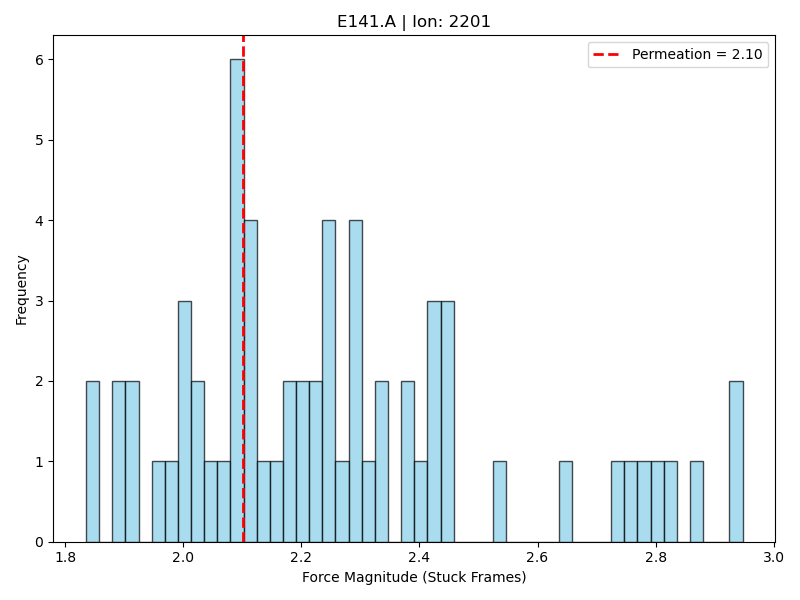 E141.A | Ion: 2201
Permeation = 2.10
Frequency
6
5
4
3
2
1
0
1.8 2.0 2.2 2.4 2.6 2.8 3.0
Force Magnitude (Stuck Frames)